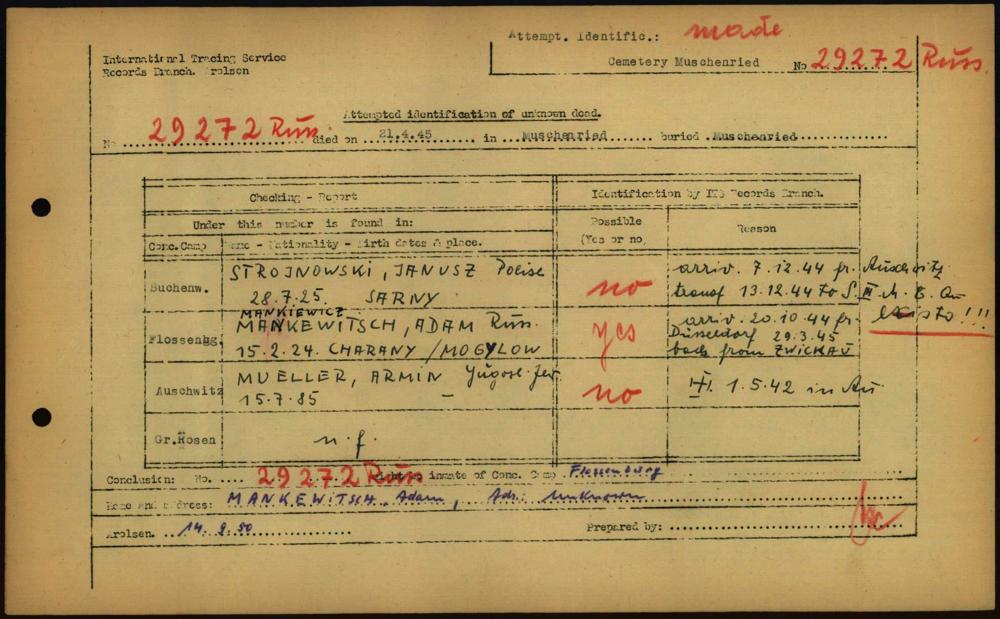 Attempt. Identific.: made
International Tracing Service
Records Branch. Arolsen
Cemetery Muschenried No 29272 Russ.
Attempted identification of unknown dead.
No 29272 Russ. died on 21.4.45 in Muschenried buried Muschenried
Checking - Report Identification by ITS Records Branch.
Under this number is found in: Possible (Yes or no) Reason
Conc.Camp Name - Nationality - Birth dates & place.
Buchenw. STROJNOWSKI, JANUSZ no arriv. 7.12.44 fr. Auschwitz
28.7.25. SARNY transf 13.12.44 to S. III
MANKIEWICZ
Flossenbg. MANKEWITSCH, ADAM Russ. yes arriv. 20.10.44 fr.
15.2.24. CHARANY / MOGYLOW Düsseldorf 29.3.45
back from ZWICKAU
Auschwitz MUELLER, ARMIN Jugosl. Jew no 1.5.42 in Au
15.7.85 -
Gr.Rosen n.f.
Conclusion: No. 29272 Russ inmate of Conc. Camp Flossenburg
Name and address: MANKEWITSCH, Adam, Adr. unknown
Arolsen. 14.9.50 Prepared by: